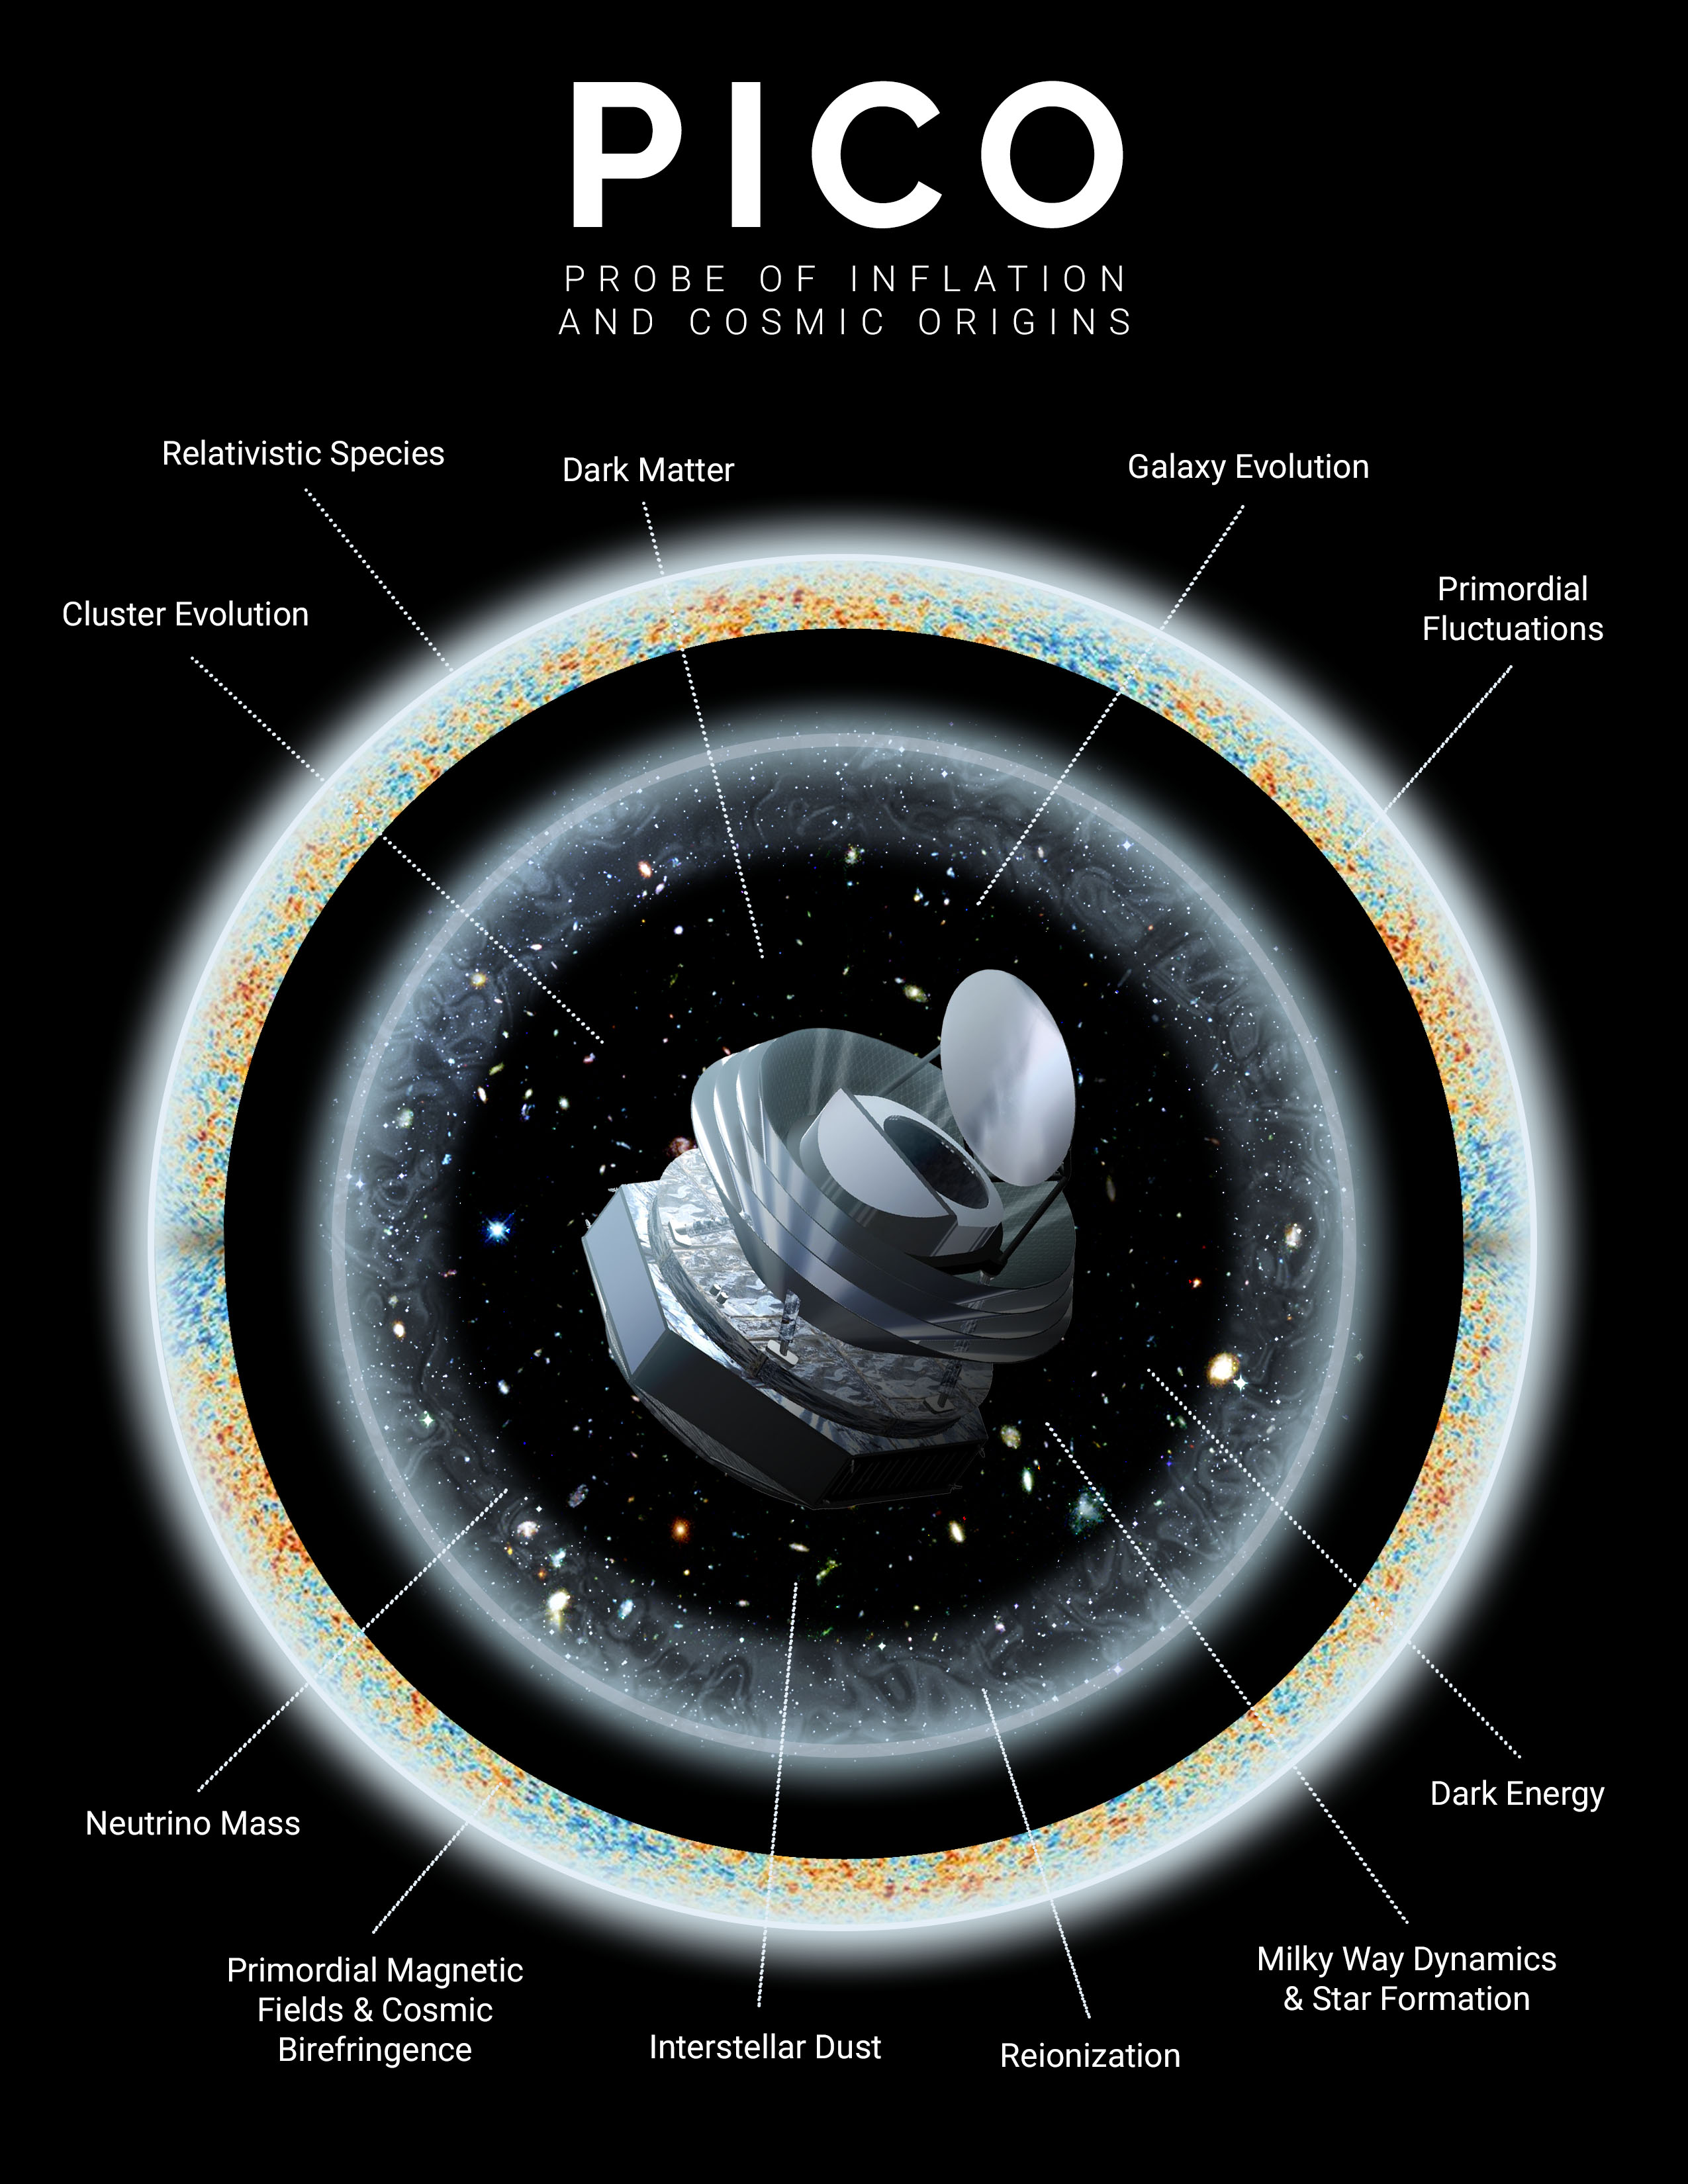 PICO
PROBE OF INFLATION
AND COSMIC ORIGINS
Relativistic Species
Dark Matter
Galaxy Evolution
Cluster Evolution
Primordial
Fluctuations
Neutrino Mass
Dark Energy
Primordial Magnetic
Fields & Cosmic
Birefringence
Interstellar Dust
Reionization
Milky Way Dynamics
& Star Formation